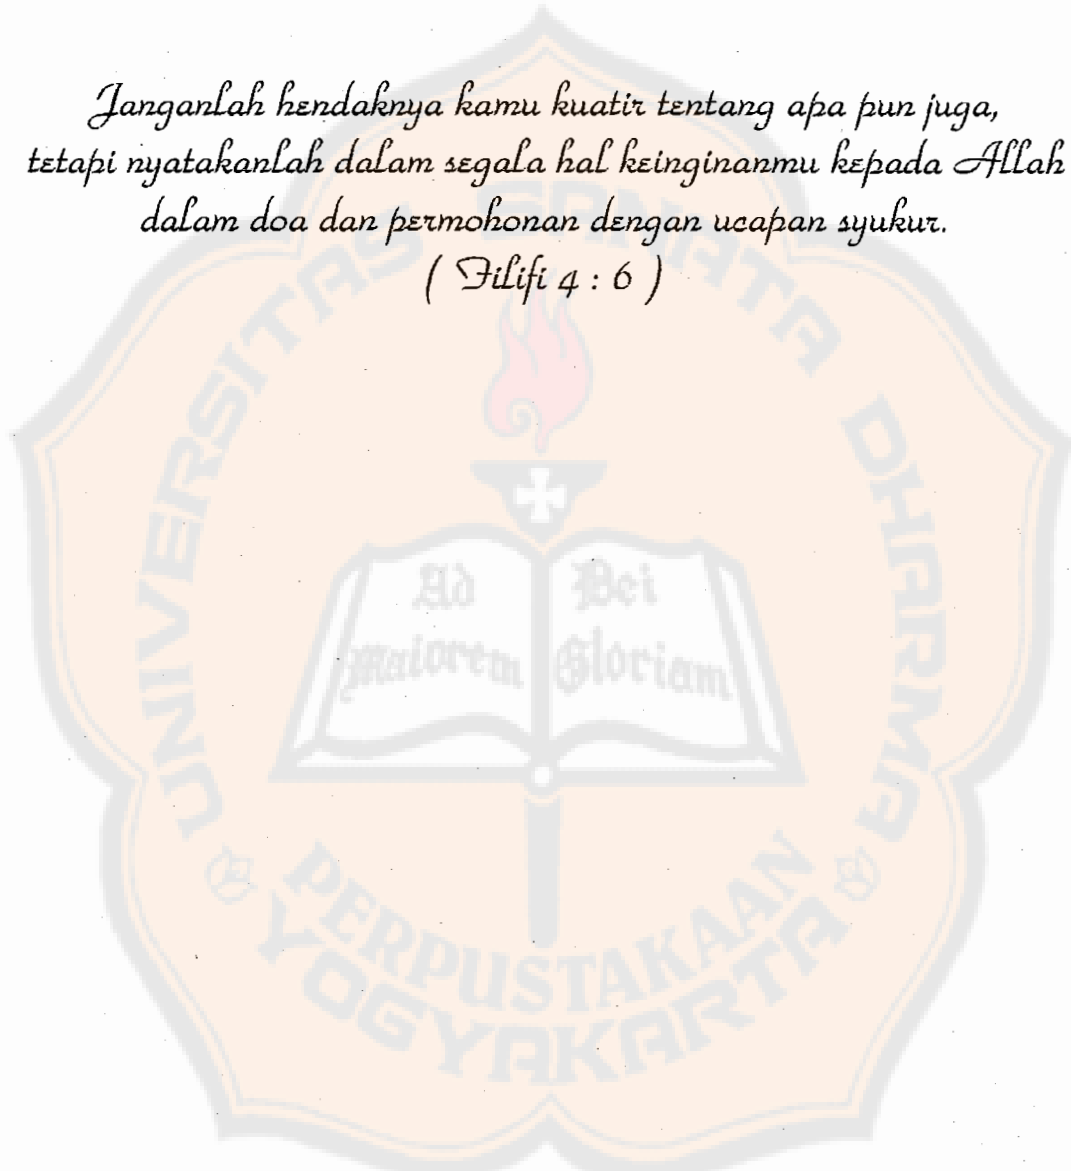 Janganlah hendaknya kamu kuatir tentang apa pun juga,
tetapi nyatakanlah dalam segala hal keinginanmu kepada Allah
dalam doa dan permohonan dengan ucapan syukur.
( Filifi 4 : 6 )
UNIVERSITAS SANATA DHARMA
Ad
maiorem
Dei
Gloriam
PERPUSTAKAAN
YOGYAKARTA